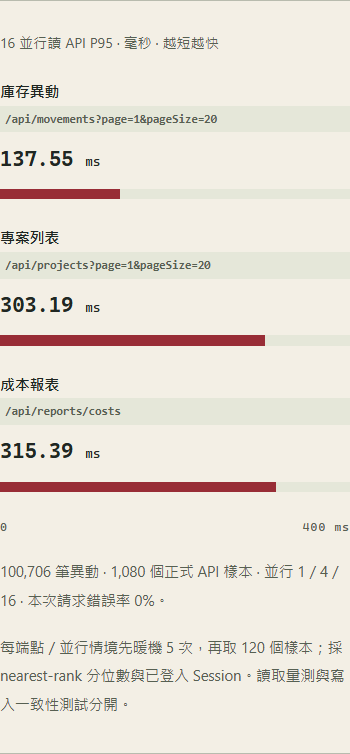 16 並行讀 API P95 · 毫秒 · 越短越快
庫存異動
/api/movements?page=1&pageSize=20
137.55 ms
專案列表
/api/projects?page=1&pageSize=20
303.19 ms
成本報表
/api/reports/costs
315.39 ms
0 400 ms
100,706 筆異動 · 1,080 個正式 API 樣本 · 並行 1 / 4 /
16 · 本次請求錯誤率 0%。
每端點 / 並行情境先暖機 5 次，再取 120 個樣本；採
nearest-rank 分位數與已登入 Session。讀取量測與寫
入一致性測試分開。